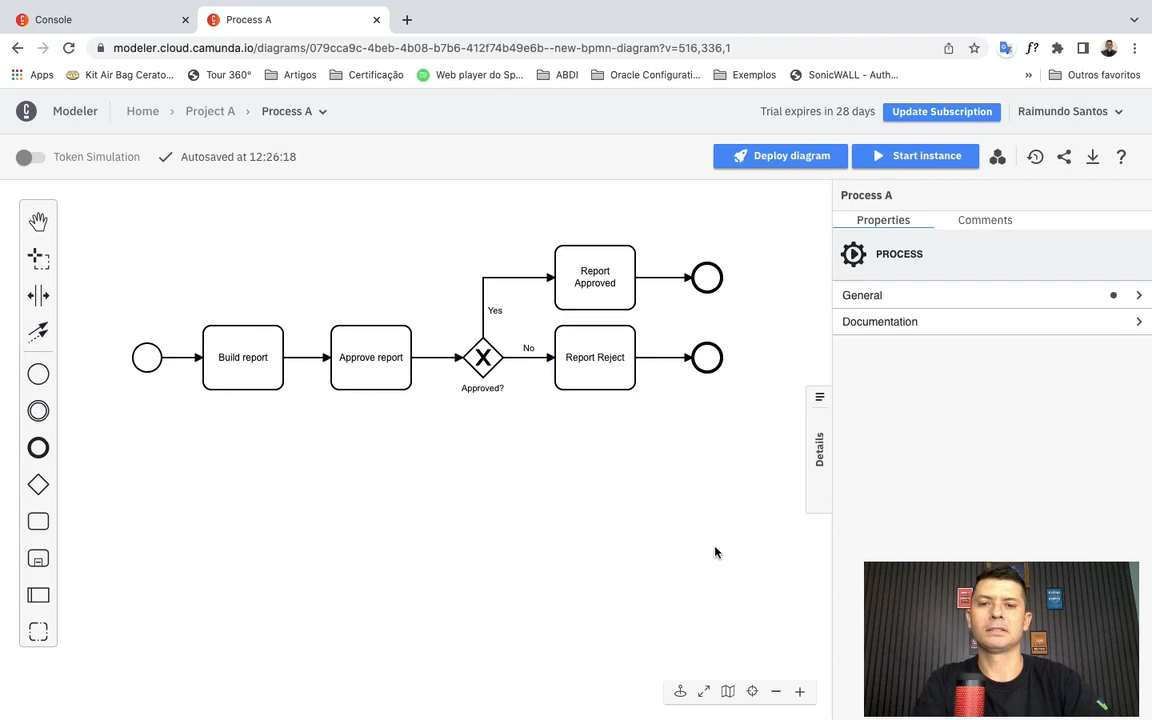 Console
Process A
modeler.cloud.camunda.io/diagrams/079cca9c-4beb-4b08-b7b6-412f74b49e6b--new-bpmn-diagram?v=516,336,1
Apps
Kit Air Bag Cerato...
Tour 360°
Artigos
Certificação
Web player do Sp...
ABDI
Oracle Configurati...
Exemplos
SonicWALL - Auth...
»
Outros favoritos
Modeler
Home
Project A
Process A
Trial expires in 28 days
Update Subscription
Raimundo Santos
Token Simulation
Autosaved at 12:26:18
Deploy diagram
Start instance
Process A
Properties
Comments
PROCESS
General
Documentation
Details
Report
Approved
Yes
Build report
Approve report
No
Report Reject
Approved?